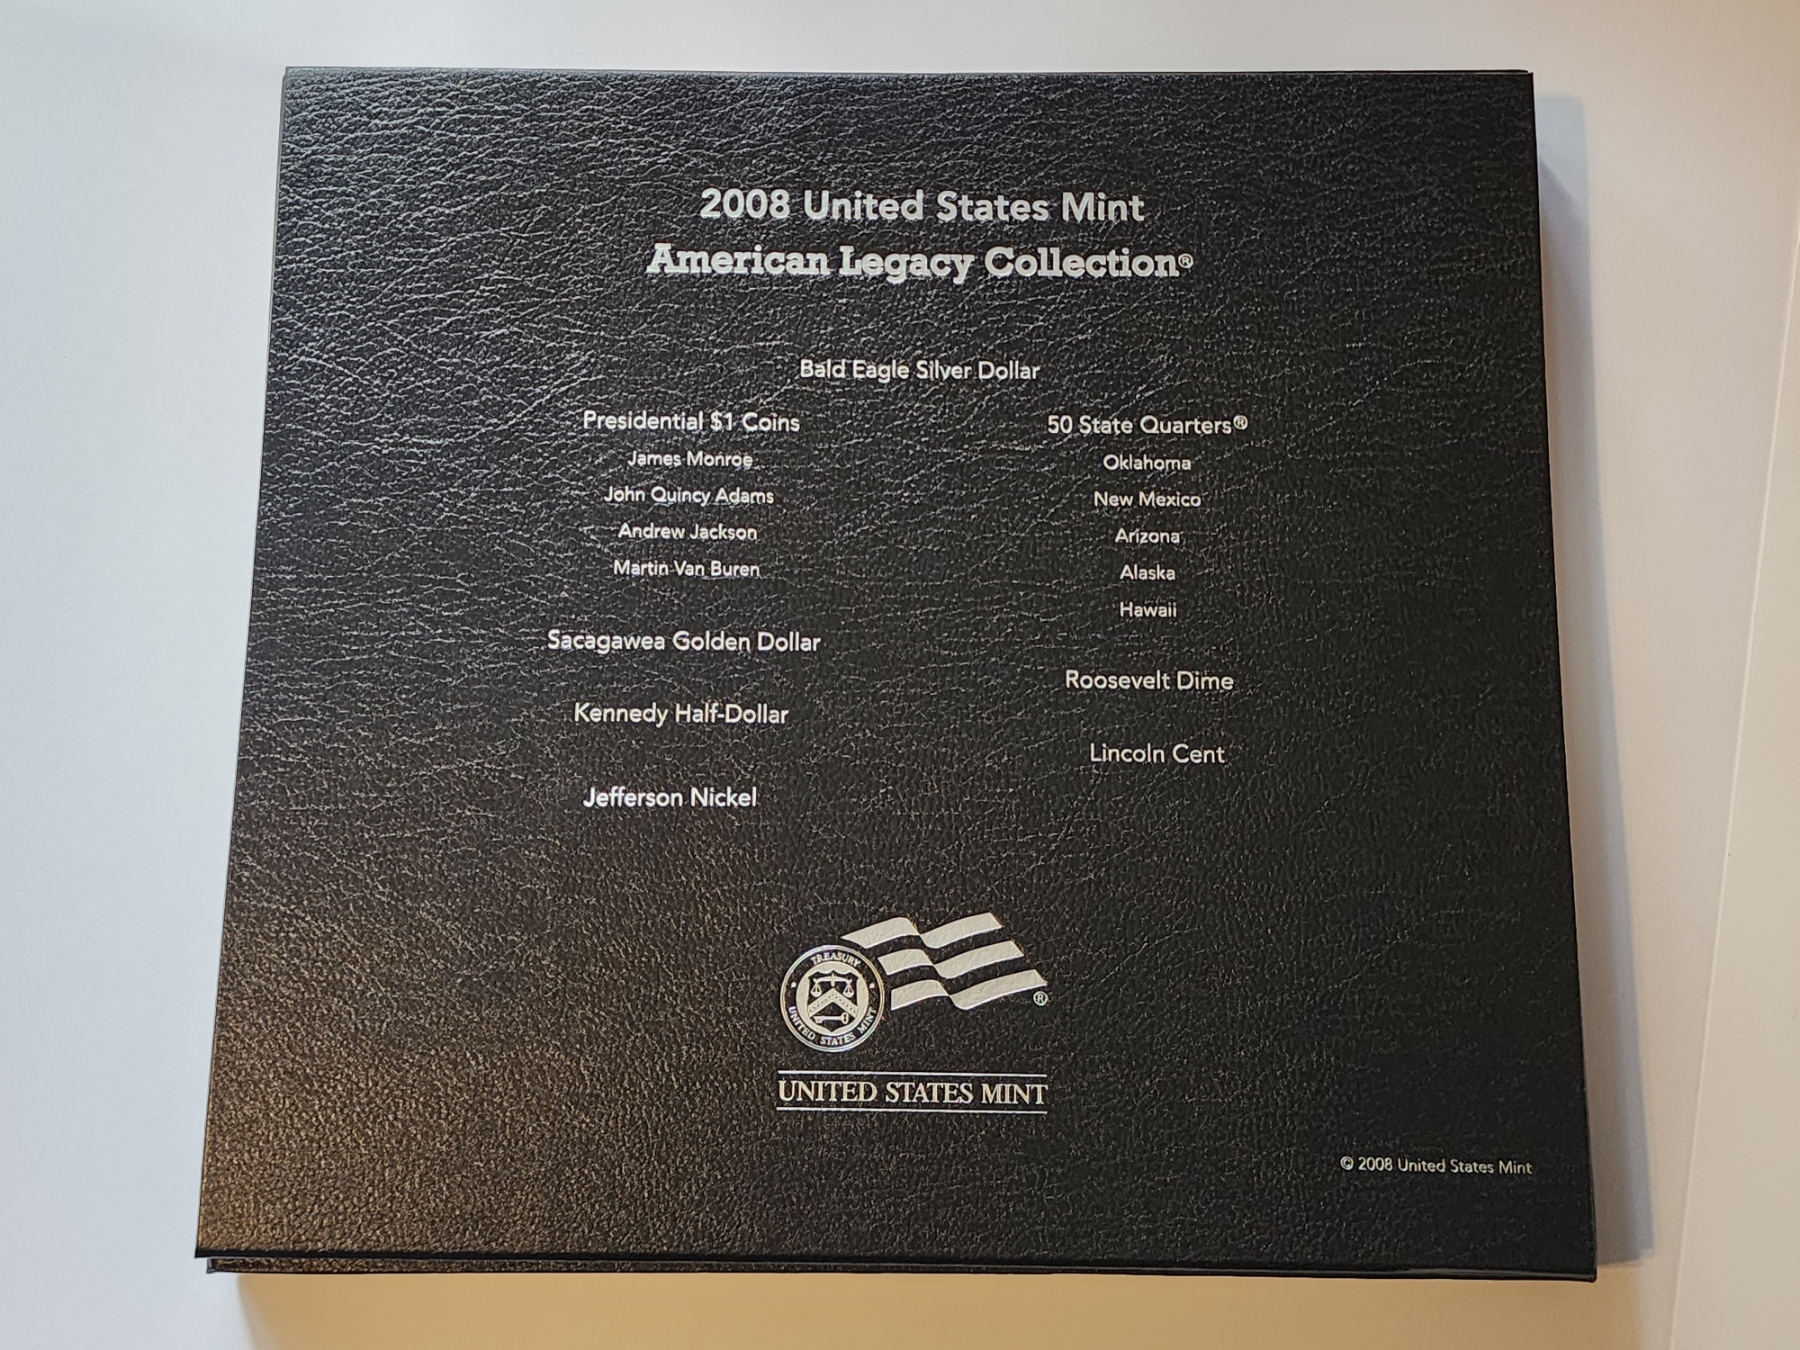 2008 United States Mint
American Legacy Collection®
Bald Eagle Silver Dollar
Presidential $1 Coins
James Monroe
John Quincy Adams
Andrew Jackson
Martin Van Buren
Sacagawea Golden Dollar
Kennedy Half-Dollar
Jefferson Nickel
50 State Quarters®
Oklahoma
New Mexico
Arizona
Alaska
Hawaii
Roosevelt Dime
Lincoln Cent
TREASURY
UNITED STATES MINT
®
UNITED STATES MINT
© 2008 United States Mint